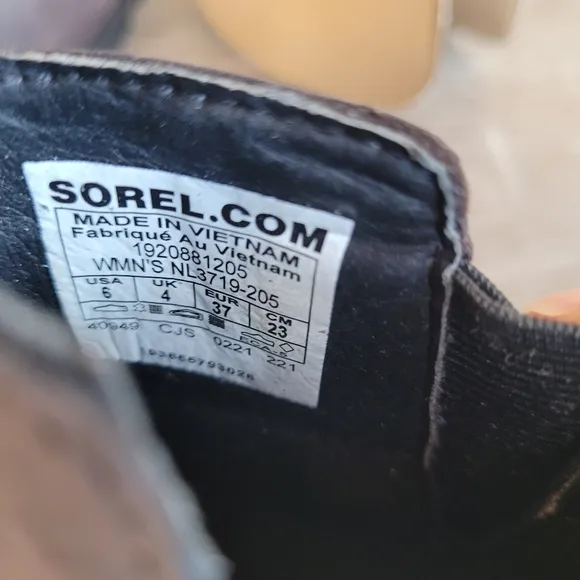 SOREL.COM
MADE IN VIETNAM
Fabriqué Au Vietnam
1920881205
WMN'S NL3719-205
USA UK EUR CM
6 4 37 23
40949 CJS 0221 221